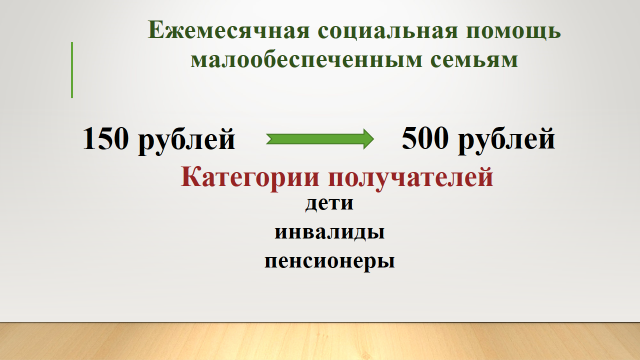 Ежемесячная социальная помощь
малообеспеченным семьям
150 рублей 500 рублей
Категории получателей
дети
инвалиды
пенсионеры